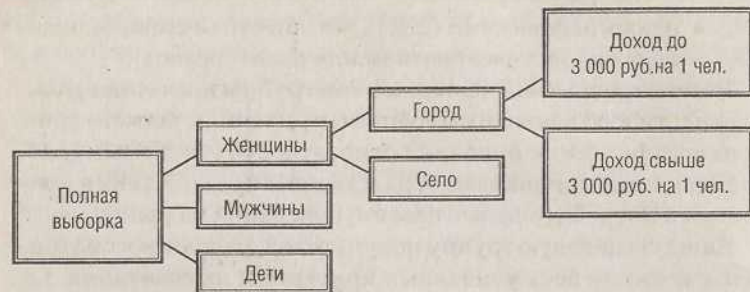 Полная
выборка
Женщины
Мужчины
Дети
Город
Село
Доход до
3 000 руб.на 1 чел.
Доход свыше
3 000 руб. на 1 чел.